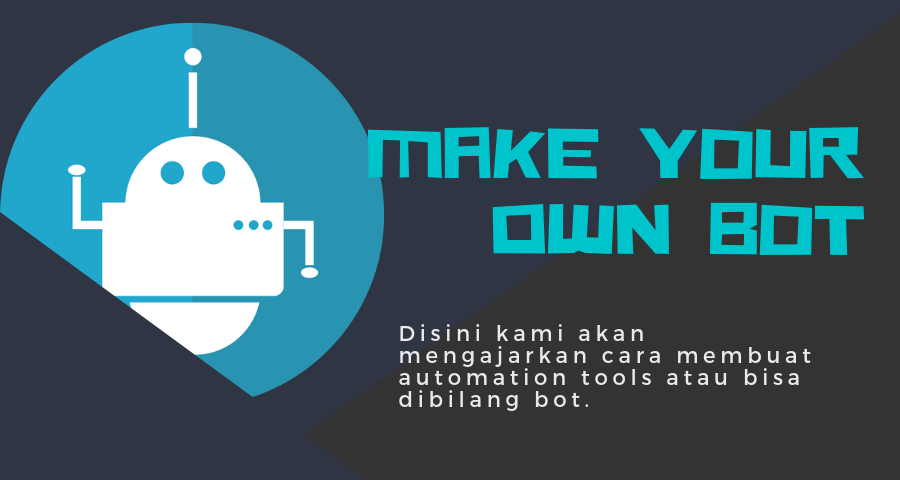 MAKE YOUR
OWN BOT
Disini kami akan
mengajarkan cara membuat
automation tools atau bisa
dibilang bot.